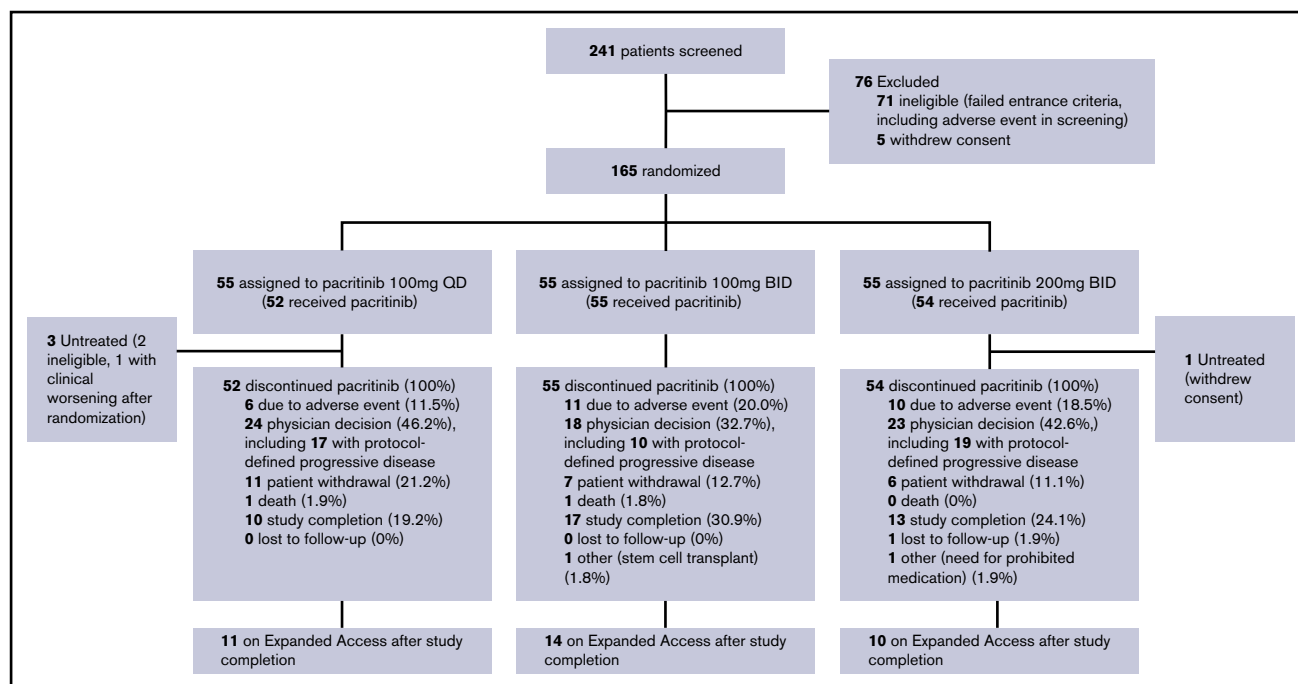 241 patients screened
76 Excluded
71 ineligible (failed entrance criteria,
including adverse event in screening)
5 withdrew consent
165 randomized
55 assigned to pacritinib 100mg QD
(52 received pacritinib)
55 assigned to pacritinib 100mg BID
(55 received pacritinib)
55 assigned to pacritinib 200mg BID
(54 received pacritinib)
3 Untreated (2
ineligible, 1 with
clinical
worsening after
randomization)
1 Untreated
(withdrew
consent)
52 discontinued pacritinib (100%)
6 due to adverse event (11.5%)
24 physician decision (46.2%),
including 17 with protocol-
defined progressive disease
11 patient withdrawal (21.2%)
1 death (1.9%)
10 study completion (19.2%)
0 lost to follow-up (0%)
55 discontinued pacritinib (100%)
11 due to adverse event (20.0%)
18 physician decision (32.7%),
including 10 with protocol-
defined progressive disease
7 patient withdrawal (12.7%)
1 death (1.8%)
17 study completion (30.9%)
0 lost to follow-up (0%)
1 other (stem cell transplant)
(1.8%)
54 discontinued pacritinib (100%)
10 due to adverse event (18.5%)
23 physician decision (42.6%,)
including 19 with protocol-
defined progressive disease
6 patient withdrawal (11.1%)
0 death (0%)
13 study completion (24.1%)
1 lost to follow-up (1.9%)
1 other (need for prohibited
medication) (1.9%)
11 on Expanded Access after study
completion
14 on Expanded Access after study
completion
10 on Expanded Access after study
completion